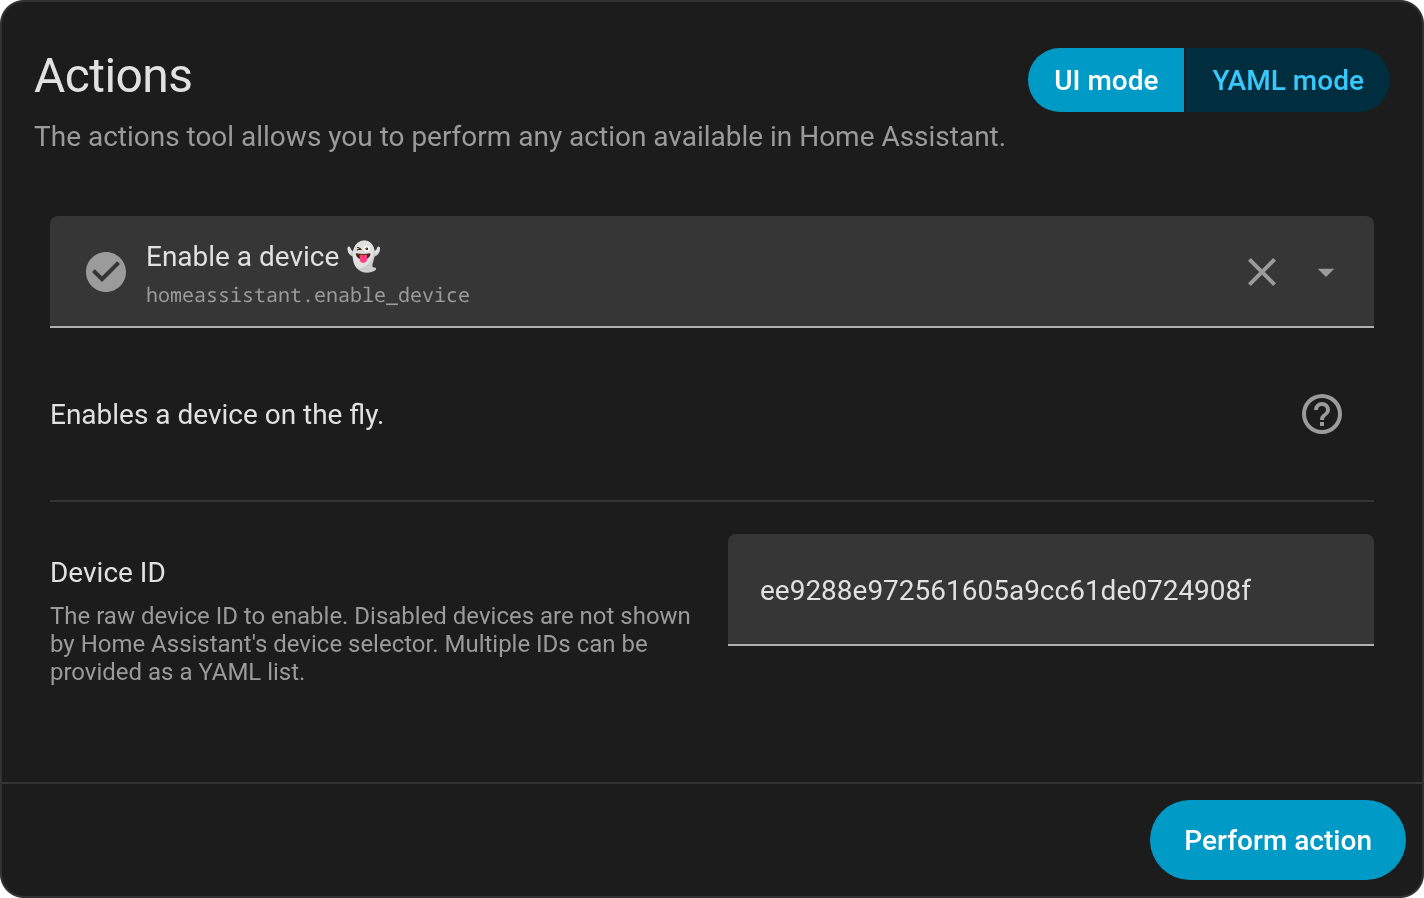 Actions
UI mode
YAML mode
The actions tool allows you to perform any action available in Home Assistant.
Enable a device 👻
homeassistant.enable_device
Enables a device on the fly.
Device ID
The raw device ID to enable. Disabled devices are not shown
by Home Assistant's device selector. Multiple IDs can be
provided as a YAML list.
ee9288e972561605a9cc61de0724908f
Perform action